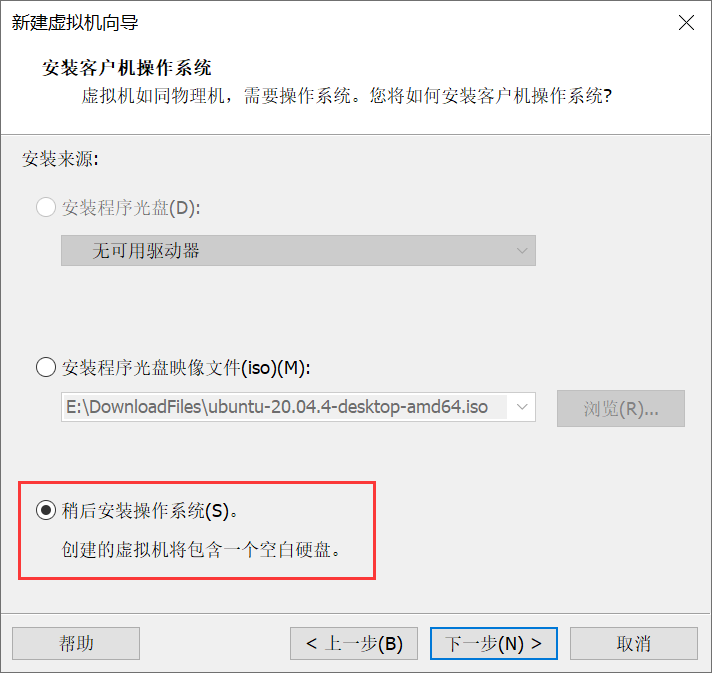 新建虚拟机向导
安装客户机操作系统
虚拟机如同物理机，需要操作系统。您将如何安装客户机操作系统?
安装来源:
安装程序光盘(D):
无可用驱动器
安装程序光盘映像文件(iso)(M):
E:\DownloadFiles\ubuntu-20.04.4-desktop-amd64.iso
浏览(R)...
稍后安装操作系统(S)。
创建的虚拟机将包含一个空白硬盘。
帮助
< 上一步(B)
下一步(N) >
取消